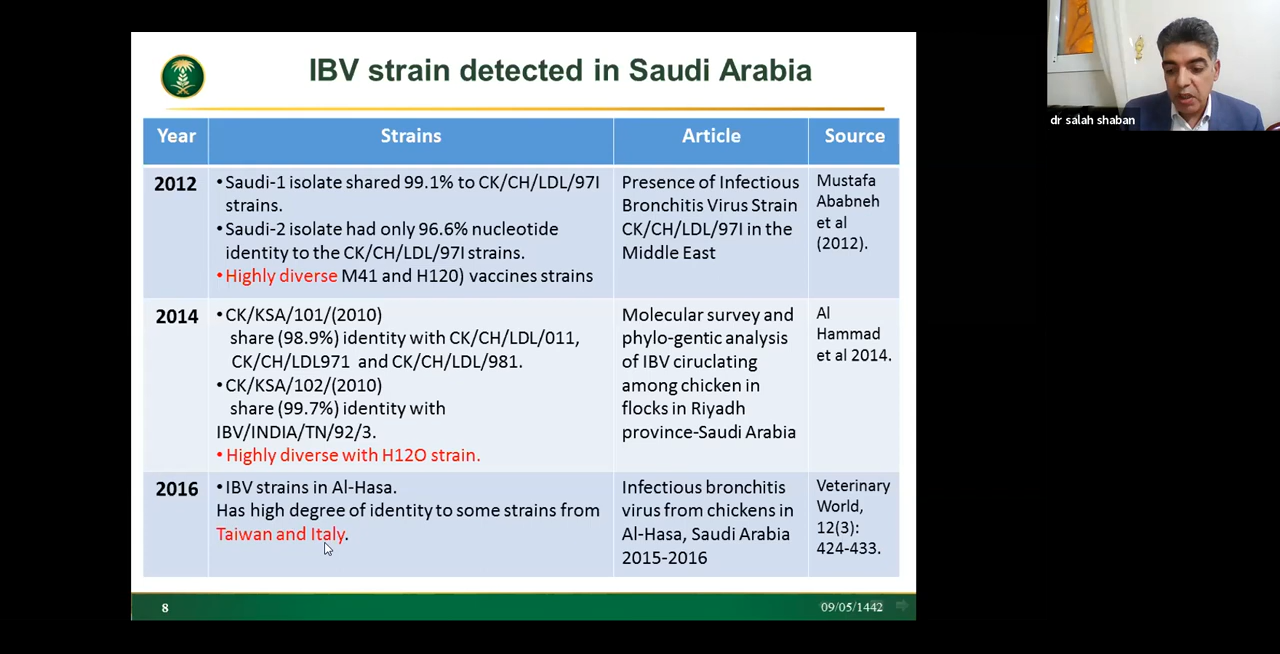 IBV strain detected in Saudi Arabia
dr salah shaban
Year Strains Article Source
2012
•Saudi-1 isolate shared 99.1% to CK/CH/LDL/97I
strains.
•Saudi-2 isolate had only 96.6% nucleotide
identity to the CK/CH/LDL/97I strains.
•Highly diverse M41 and H120) vaccines strains
Presence of Infectious
Bronchitis Virus Strain
CK/CH/LDL/97I in the
Middle East
Mustafa
Ababneh
et al
(2012).
2014
•CK/KSA/101/(2010)
share (98.9%) identity with CK/CH/LDL/011,
CK/CH/LDL971 and CK/CH/LDL/981.
•CK/KSA/102/(2010)
share (99.7%) identity with
IBV/INDIA/TN/92/3.
•Highly diverse with H12O strain.
Molecular survey and
phylo-gentic analysis
of IBV ciruclating
among chicken in
flocks in Riyadh
province-Saudi Arabia
Al
Hammad
et al 2014.
2016
•IBV strains in Al-Hasa.
Has high degree of identity to some strains from
Taiwan and Italy.
Infectious bronchitis
virus from chickens in
Al-Hasa, Saudi Arabia
2015-2016
Veterinary
World,
12(3):
424-433.
8
09/05/1442